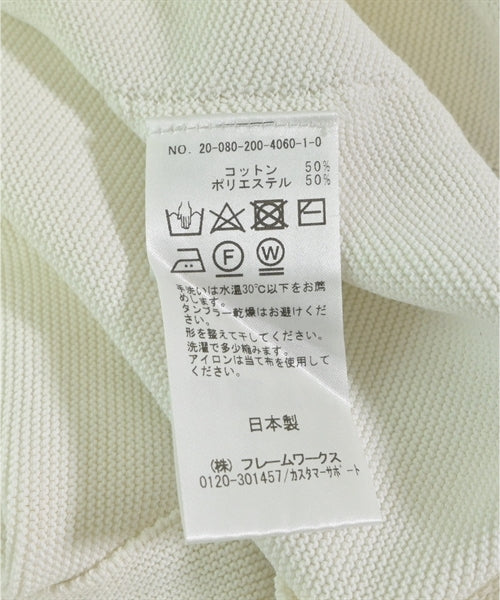 NO. 20-080-200-4060-1-0
コットン 50%
ポリエステル 50%
F W
手洗いは水温30℃以下をお薦
めします。
タンブラー乾燥はお避けくださ
い。
形を整えて干してください。
洗濯で多少縮みます。
アイロンは当て布を使用して
ください。
日本製
(株) フレームワークス
0120-301457/カスタマーサポート